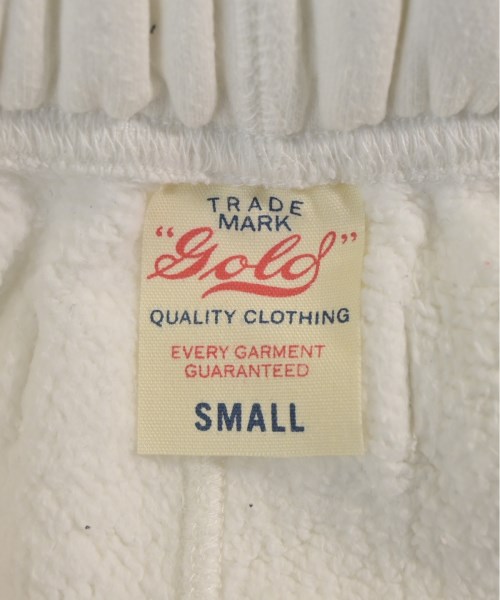 TRADE
MARK
"Gold"
QUALITY CLOTHING
EVERY GARMENT
GUARANTEED
SMALL